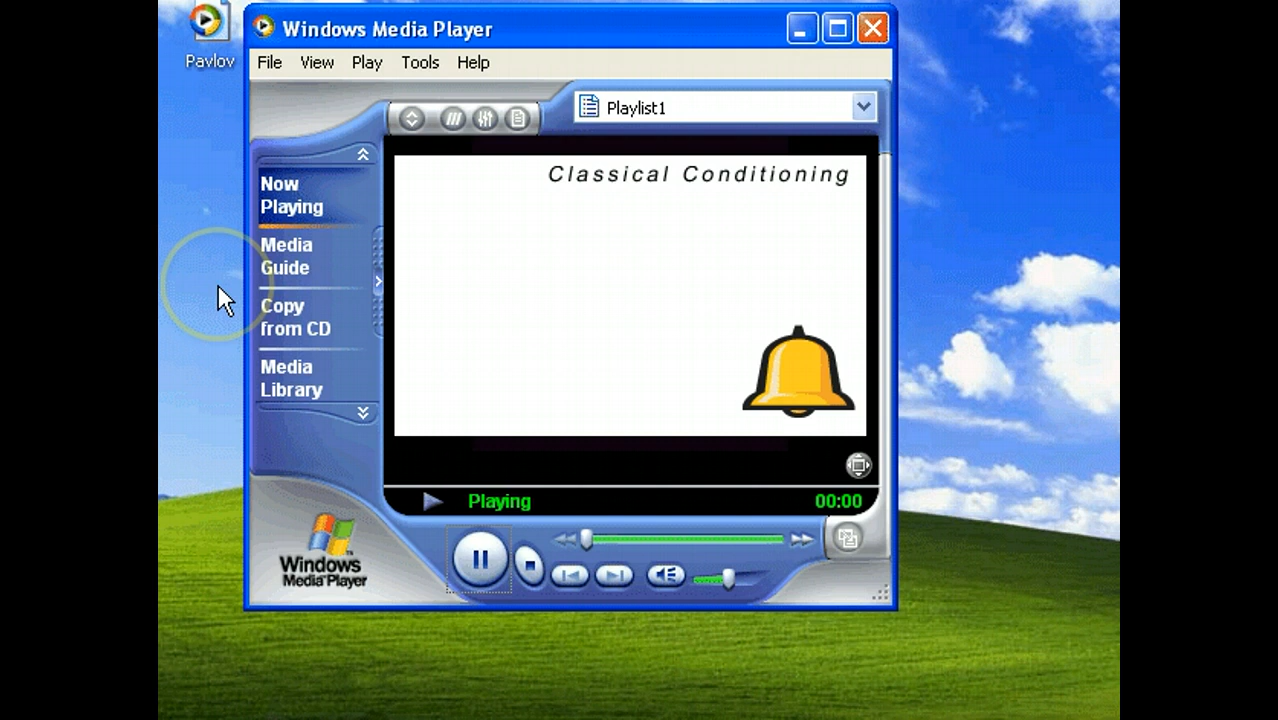 Pavlov
Windows Media Player
File View Play Tools Help
Playlist1
Classical Conditioning
Now
Playing
Media
Guide
Copy
from CD
Media
Library
Playing 00:00
Windows
Media Player